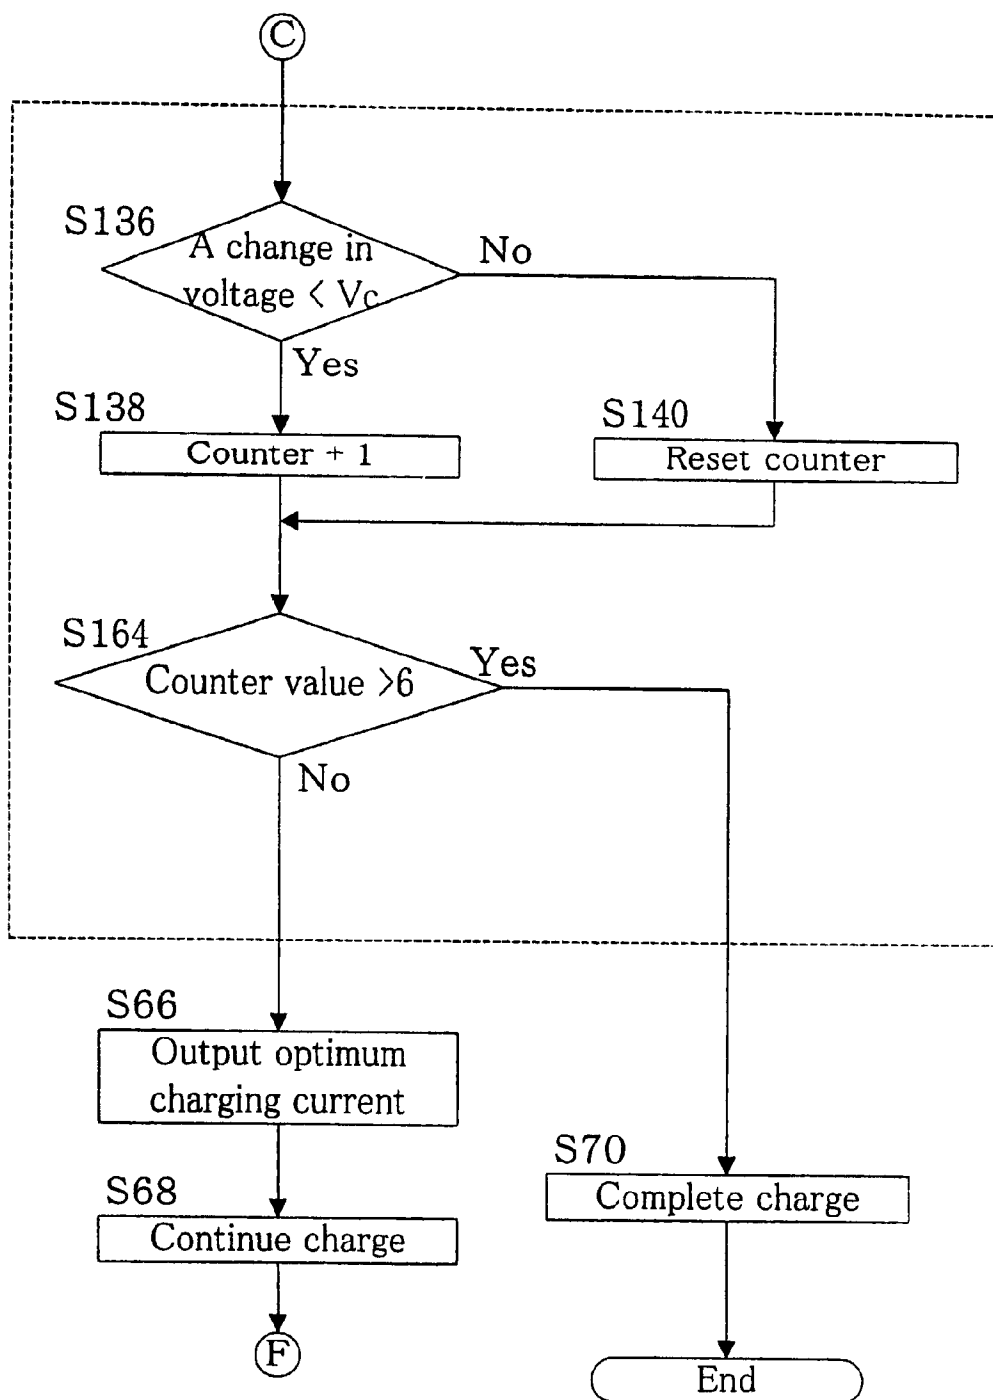 C
S136
A change in
voltage < Vc
No
Yes
S138
Counter + 1
S140
Reset counter
S164
Counter value >6
Yes
No
S66
Output optimum
charging current
S70
Complete charge
S68
Continue charge
F
End